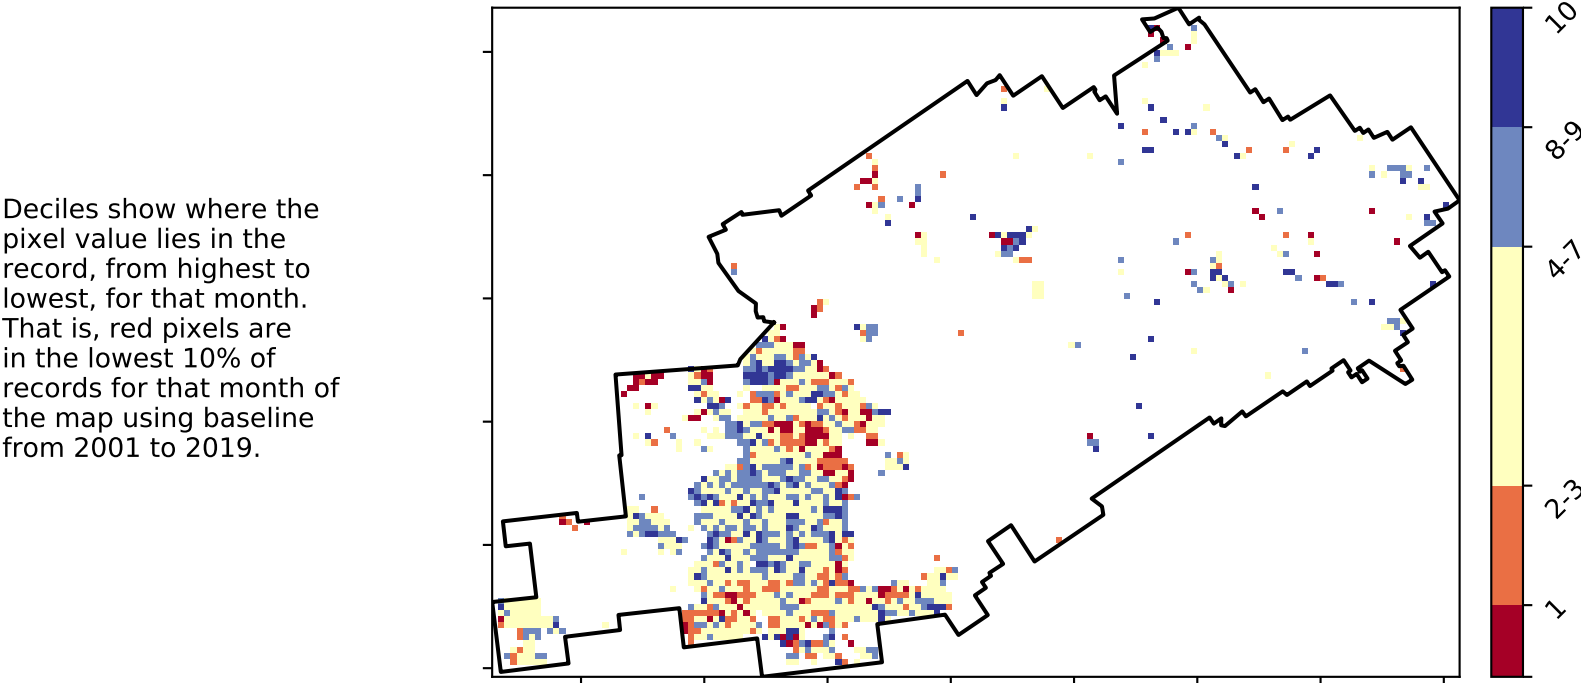 Deciles show where the
pixel value lies in the
record, from highest to
lowest, for that month.
That is, red pixels are
in the lowest 10% of
records for that month of
the map using baseline
from 2001 to 2019.
10
8-9
4-7
2-3
1